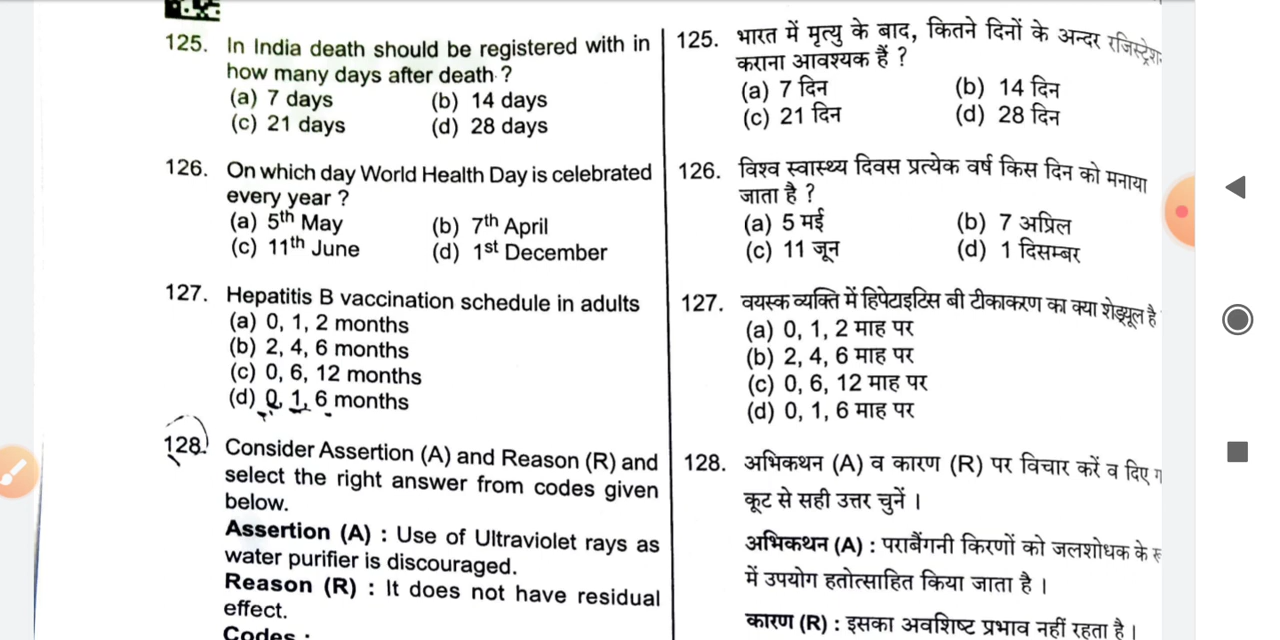 125. In India death should be registered with in
how many days after death ?
(a) 7 days (b) 14 days
(c) 21 days (d) 28 days
126. On which day World Health Day is celebrated
every year ?
(a) 5th May (b) 7th April
(c) 11th June (d) 1st December
127. Hepatitis B vaccination schedule in adults
(a) 0, 1, 2 months
(b) 2, 4, 6 months
(c) 0, 6, 12 months
(d) 0, 1, 6 months
128. Consider Assertion (A) and Reason (R) and
select the right answer from codes given
below.
Assertion (A) : Use of Ultraviolet rays as
water purifier is discouraged.
Reason (R) : It does not have residual
effect.
Codes :
125. भारत में मृत्यु के बाद, कितने दिनों के अन्दर
कराना आवश्यक हैं ?
(a) 7 दिन (b) 14 दिन
(c) 21 दिन (d) 28 दिन
126. विश्व स्वास्थ्य दिवस प्रत्येक वर्ष किस दिन को मनाया
जाता है ?
(a) 5 मई (b) 7 अप्रिल
(c) 11 जून (d) 1 दिसम्बर
127. वयस्क व्यक्ति में हिपेटाइटिस बी टीकाकरण का क्या शेड्यूल है
(a) 0, 1, 2 माह पर
(b) 2, 4, 6 माह पर
(c) 0, 6, 12 माह पर
(d) 0, 1, 6 माह पर
128. अभिकथन (A) व कारण (R) पर विचार करें व दिए
कूट से सही उत्तर चुनें ।
अभिकथन (A) : पराबैंगनी किरणों को जलशोधक के
में उपयोग हतोत्साहित किया जाता है ।
कारण (R) : इसका अवशिष्ट प्रभाव नहीं रहता है ।